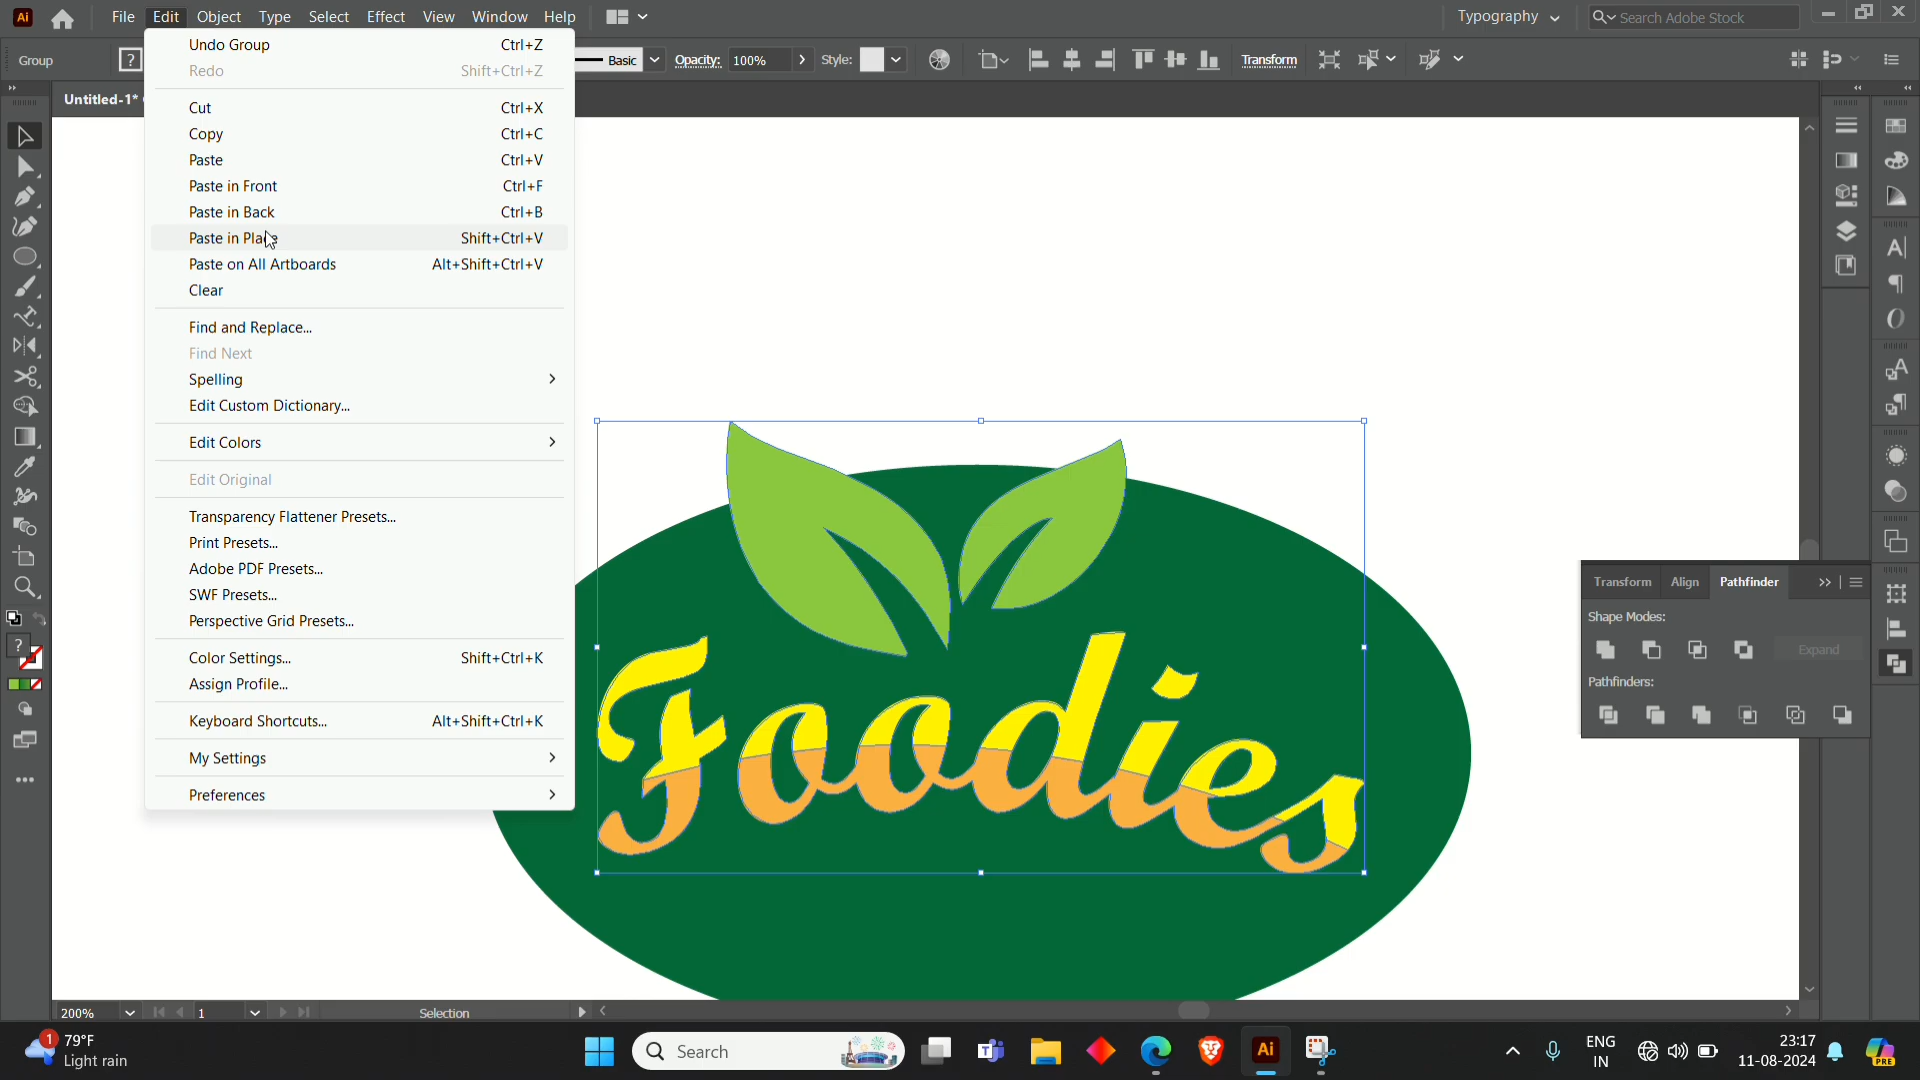 Ai File Edit Object Type Select Effect View Window Help Typography Search Adobe Stock
Group ? Basic Opacity: 100% Style: Transform
Untitled-1*
Undo Group Ctrl+Z
Redo Shift+Ctrl+Z
Cut Ctrl+X
Copy Ctrl+C
Paste Ctrl+V
Paste in Front Ctrl+F
Paste in Back Ctrl+B
Paste in Place Shift+Ctrl+V
Paste on All Artboards Alt+Shift+Ctrl+V
Clear
Find and Replace...
Find Next
Spelling
Edit Custom Dictionary...
Edit Colors
Edit Original
Transparency Flattener Presets...
Print Presets...
Adobe PDF Presets...
SWF Presets...
Perspective Grid Presets...
Color Settings... Shift+Ctrl+K
Assign Profile...
Keyboard Shortcuts... Alt+Shift+Ctrl+K
My Settings
Preferences
Foodies
Transform Align Pathfinder
Shape Modes:
Expand
Pathfinders:
?
200% 1 Selection
1 79°F
Light rain
Search
Ai
ENG
IN
23:17
11-08-2024
PRE